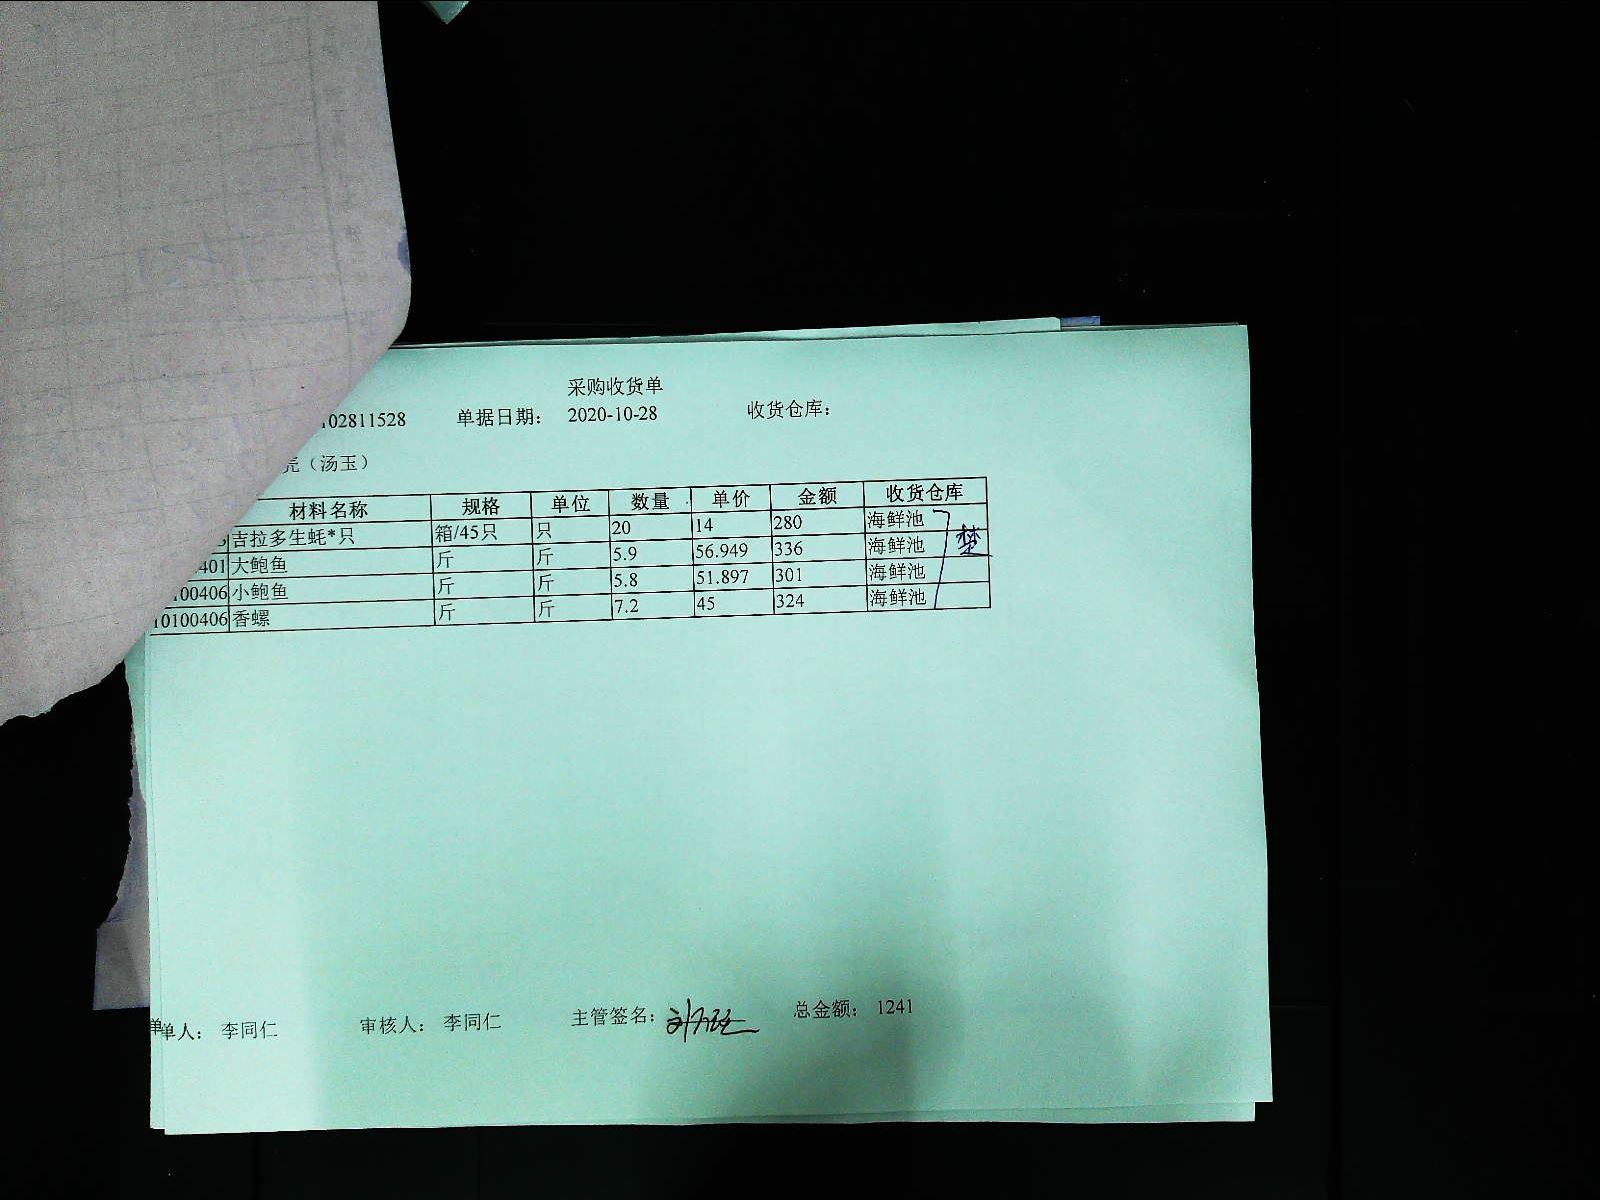 采购收货单
102811528 单据日期: 2020-10-28 收货仓库:
亮（汤玉）
材料名称 规格 单位 数量 单价 金额 收货仓库
吉拉多生蚝*只 箱/45只 只 20 14 280 海鲜池
401 大鲍鱼 斤 斤 5.9 56.949 336 海鲜池
100406 小鲍鱼 斤 斤 5.8 51.897 301 海鲜池
10100406 香螺 斤 斤 7.2 45 324 海鲜池
单人: 李同仁 审核人: 李同仁 主管签名: 总金额: 1241